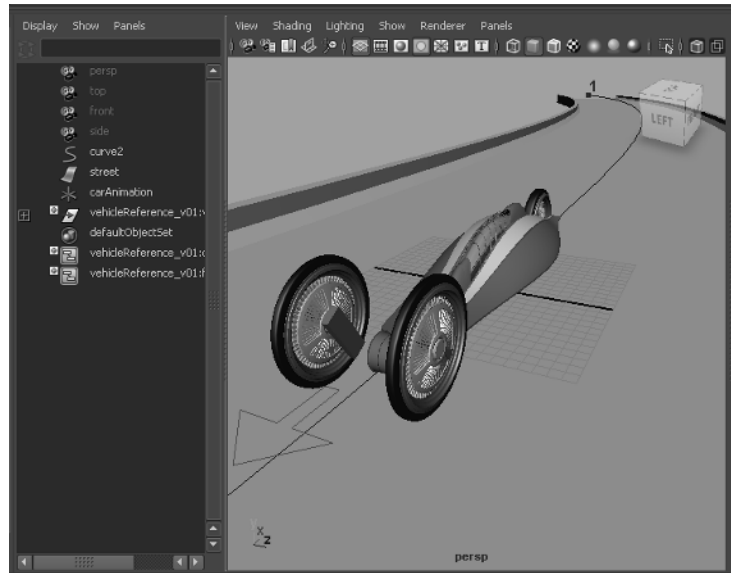 Display Show Panels
View Shading Lighting Show Renderer Panels
persp
top
front
side
curve2
street
carAnimation
vehicleReference_v01:
defaultObjectSet
vehicleReference_v01:
vehicleReference_v01:f
1
LEFT
X
2
persp